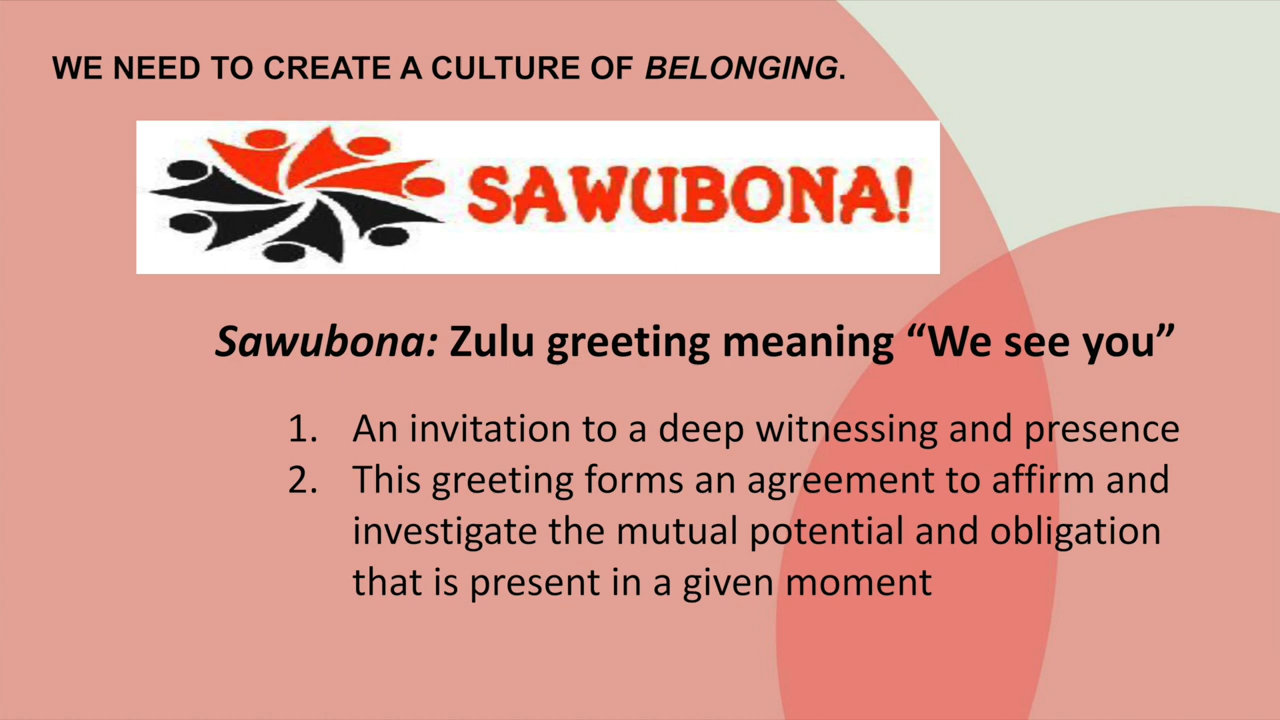 WE NEED TO CREATE A CULTURE OF BELONGING.
SAWUBONA!
Sawubona: Zulu greeting meaning “We see you”
1. An invitation to a deep witnessing and presence
2. This greeting forms an agreement to affirm and
investigate the mutual potential and obligation
that is present in a given moment